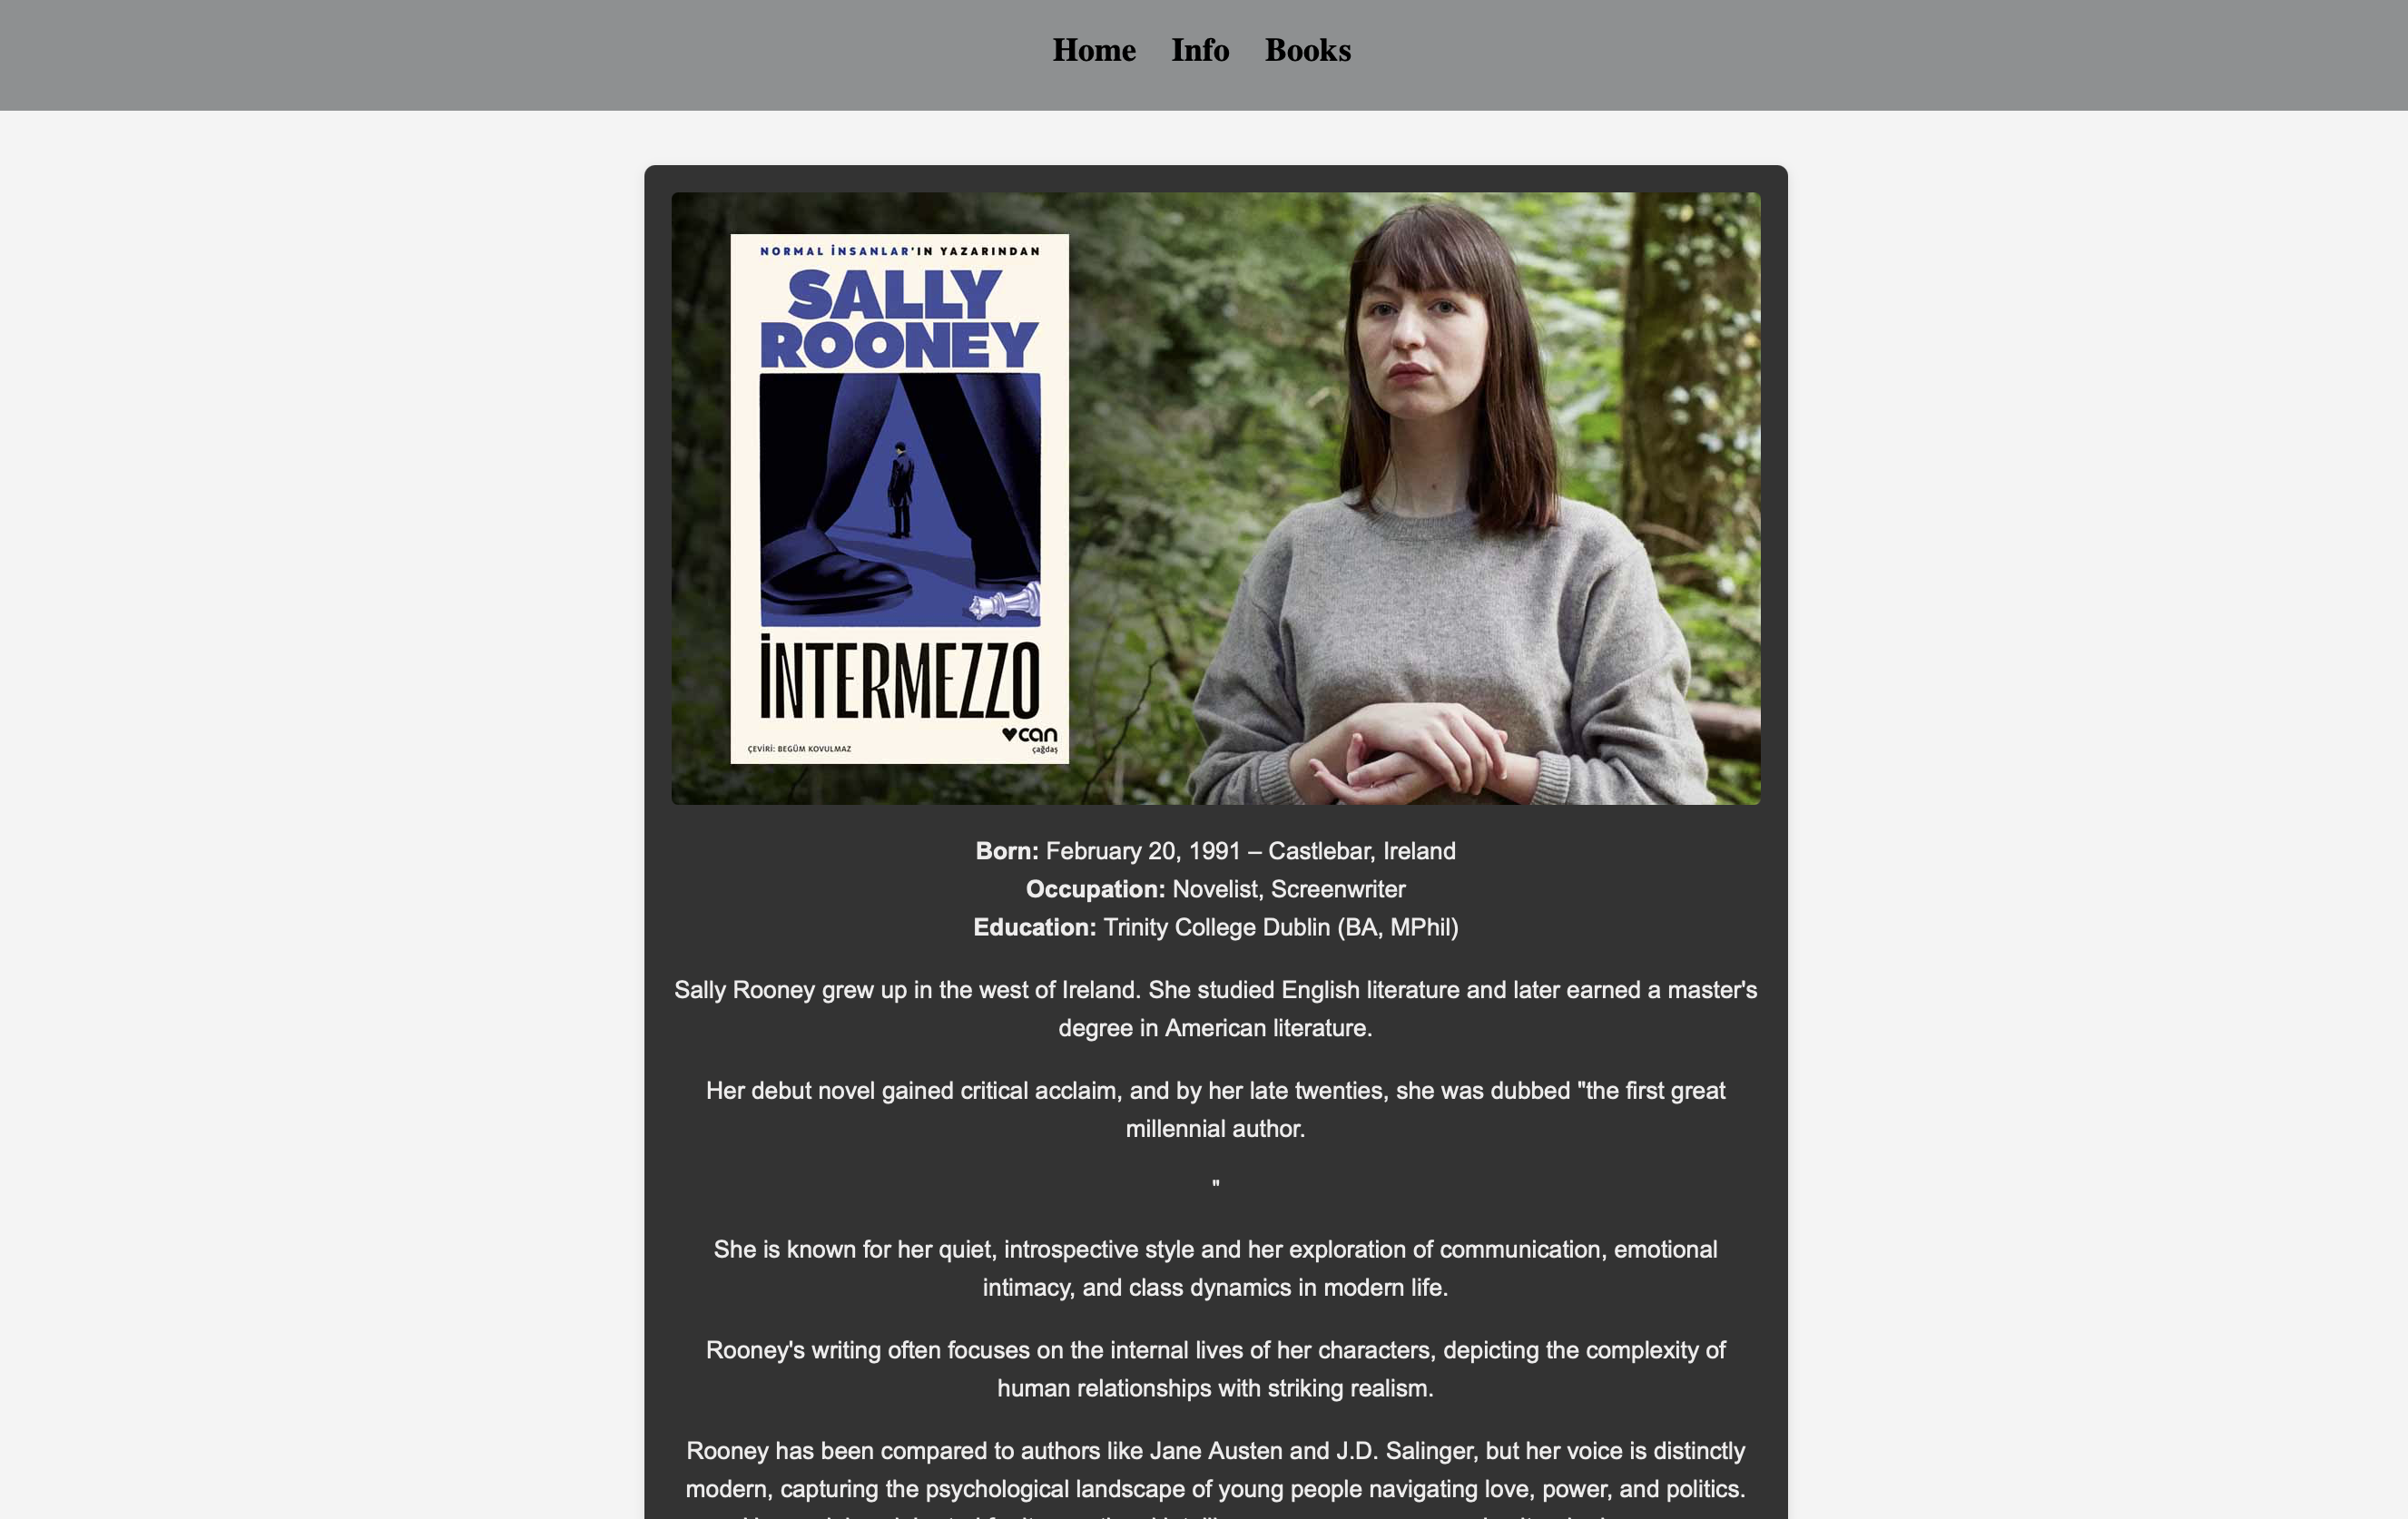 Home Info Books
NORMAL İNSANLAR'IN YAZARINDAN
SALLY
ROONEY
İNTERMEZZO
can
çağdaş
ÇEVİRİ: BEGÜM KOVULMAZ
Born: February 20, 1991 – Castlebar, Ireland
Occupation: Novelist, Screenwriter
Education: Trinity College Dublin (BA, MPhil)
Sally Rooney grew up in the west of Ireland. She studied English literature and later earned a master's
degree in American literature.
Her debut novel gained critical acclaim, and by her late twenties, she was dubbed "the first great
millennial author.
"
She is known for her quiet, introspective style and her exploration of communication, emotional
intimacy, and class dynamics in modern life.
Rooney's writing often focuses on the internal lives of her characters, depicting the complexity of
human relationships with striking realism.
Rooney has been compared to authors like Jane Austen and J.D. Salinger, but her voice is distinctly
modern, capturing the psychological landscape of young people navigating love, power, and politics.